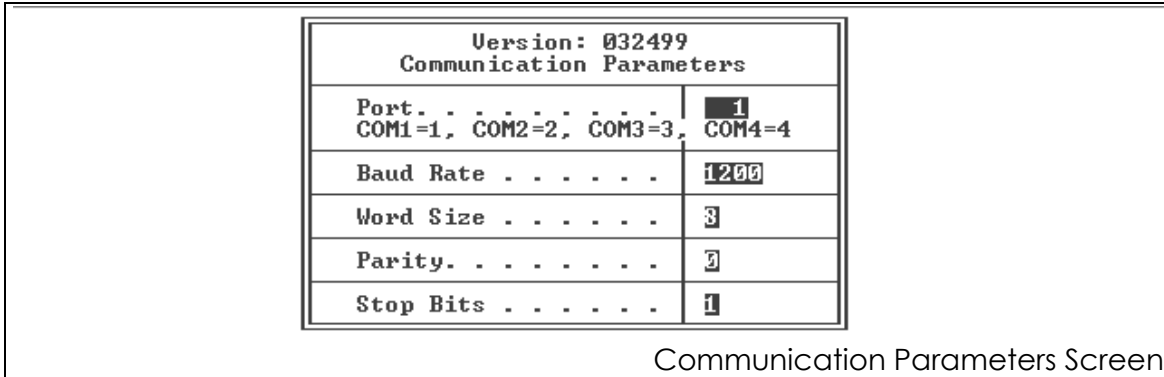 Version: 032499
Communication Parameters
Port. . . . . . . . . 1
COM1=1, COM2=2, COM3=3, COM4=4
Baud Rate . . . . . . 1200
Word Size . . . . . . 8
Parity. . . . . . . . 0
Stop Bits . . . . . . 1
Communication Parameters Screen